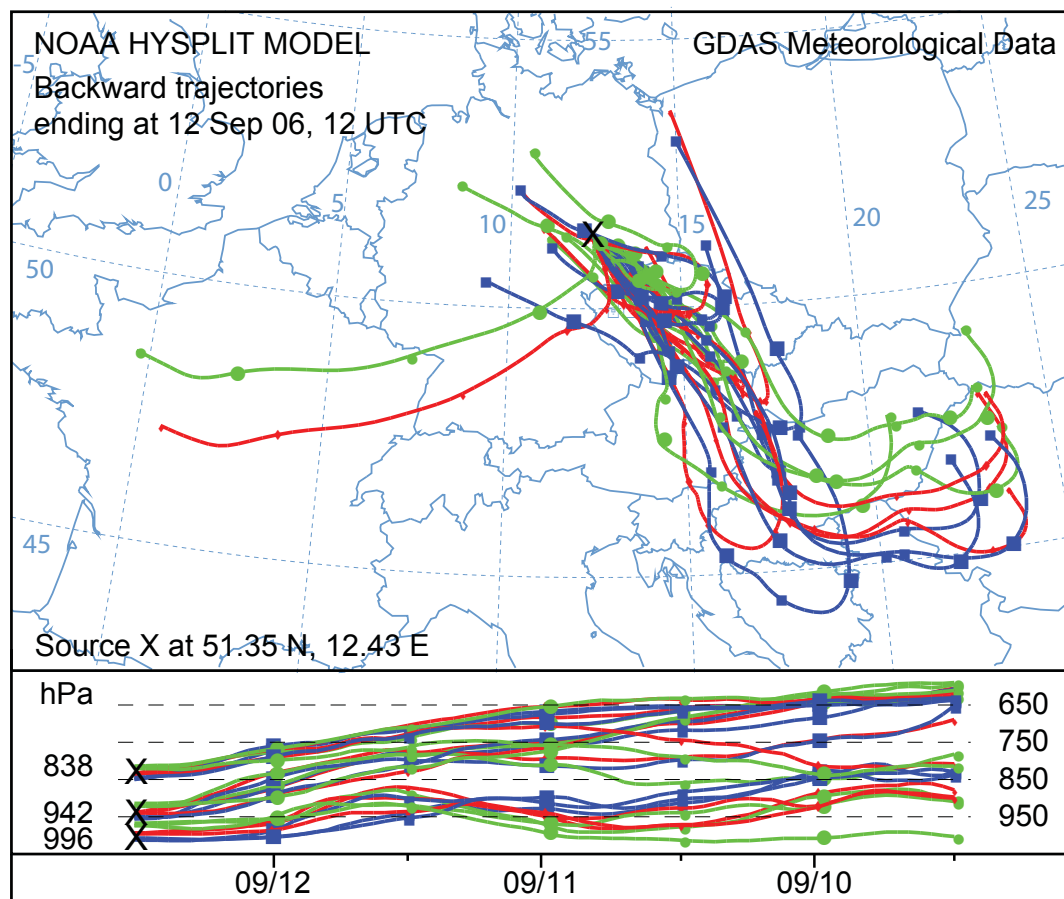 NOAA HYSPLIT MODEL
GDAS Meteorological Data
Backward trajectories
ending at 12 Sep 06, 12 UTC
-5
0
5
10
15
20
25
55
50
45
Source X at 51.35 N, 12.43 E
X
hPa
650
750
838
850
942
950
996
X
X
X
09/12
09/11
09/10